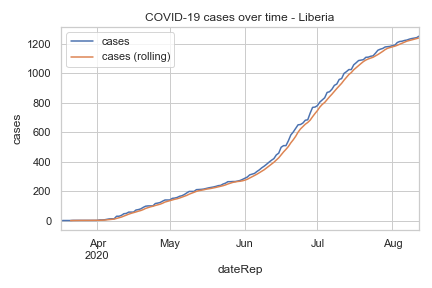 COVID-19 cases over time - Liberia
cases
cases (rolling)
1200
1000
800
600
400
200
0
cases
Apr
2020
May
Jun
Jul
Aug
dateRep